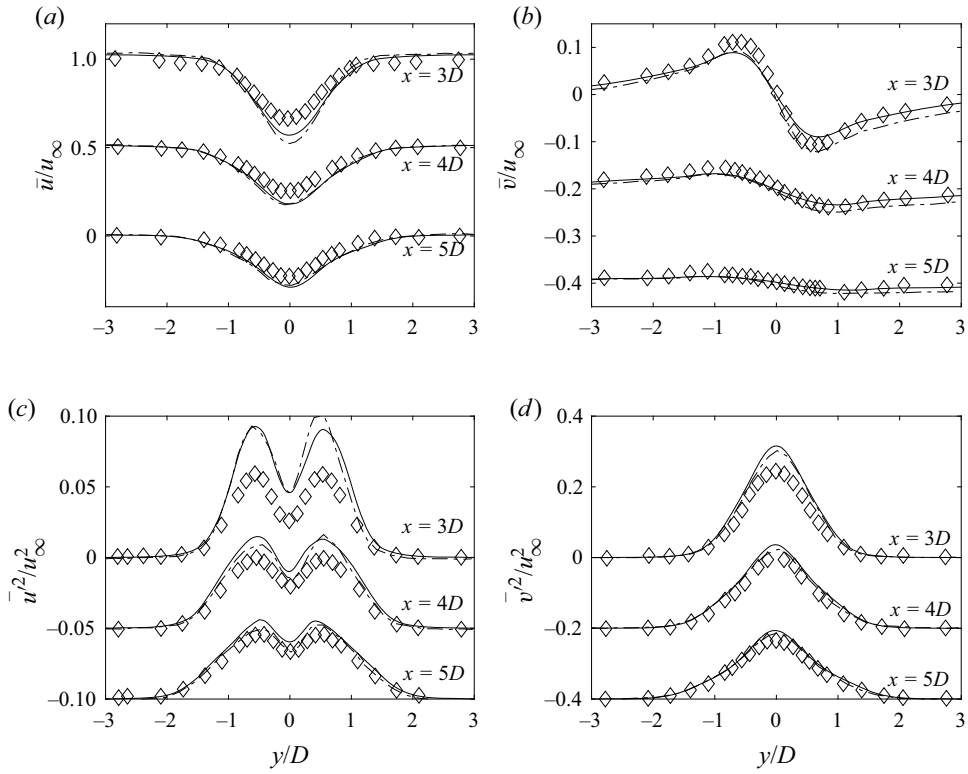 (a)
1.0
0.5
0
x = 3D
x = 4D
x = 5D
ū/u∞
–3 –2 –1 0 1 2 3
(b)
0.1
0
–0.1
–0.2
–0.3
–0.4
x = 3D
x = 4D
x = 5D
v̄/u∞
–3 –2 –1 0 1 2 3
(c)
0.10
0.05
0
–0.05
–0.10
x = 3D
x = 4D
x = 5D
u̅′²/u²∞
–3 –2 –1 0 1 2 3
y/D
(d)
0.4
0.2
0
–0.2
–0.4
x = 3D
x = 4D
x = 5D
v̅′²/u²∞
–3 –2 –1 0 1 2 3
y/D